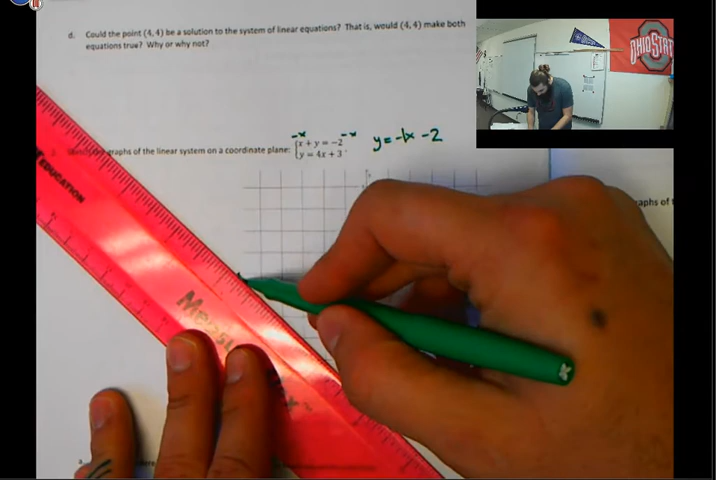 d. Could the point (4, 4) be a solution to the system of linear equations? That is, would (4, 4) make both
equations true? Why or why not?
-x -x
graphs of the linear system on a coordinate plane: {x + y = -2 y = -1x - 2
y = 4x + 3
OHIO STATE
EDUCATION
aphs of t
a.